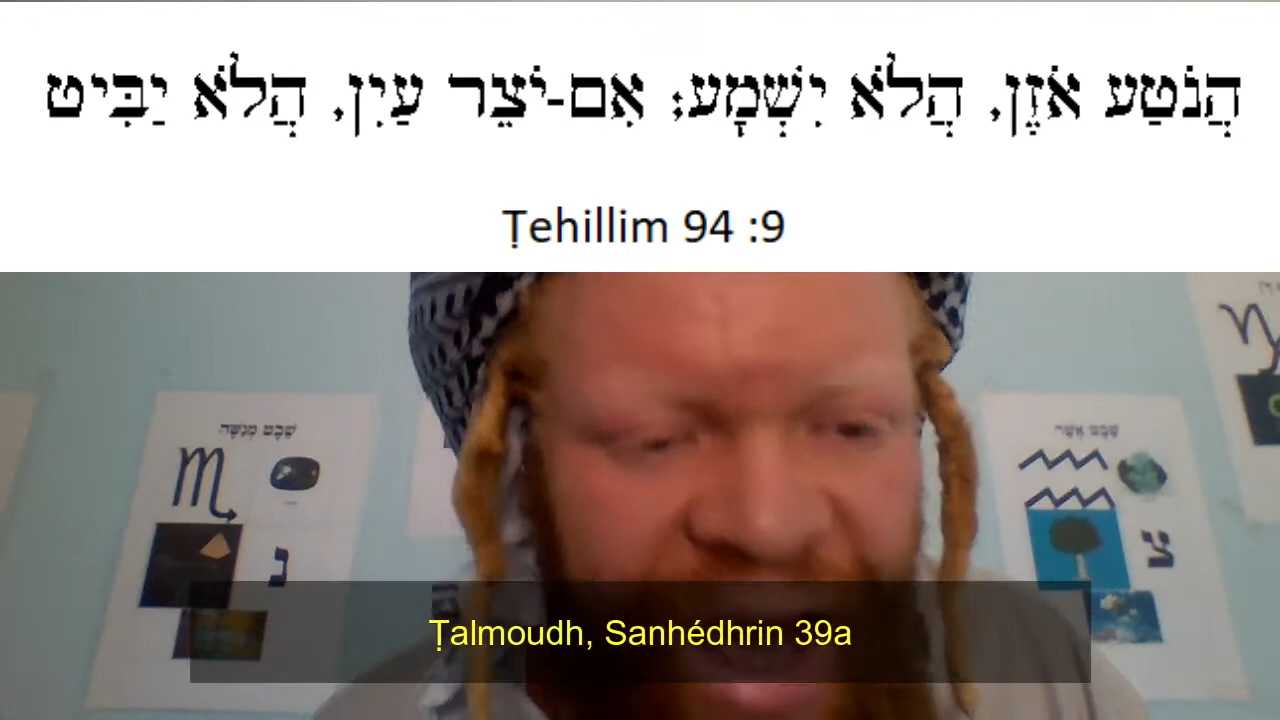 הֲנֹטַע אֹזֶן, הֲלֹא יִשְׁמָע; אִם-יֹצֵר עַיִן, הֲלֹא יַבִּיט
Ṭehillim 94 :9
שֵׁבֶט מְנַשֶּׁה
נ
שֵׁבֶט אָשֵׁר
צ
Ṭalmoudh, Sanhédhrin 39a